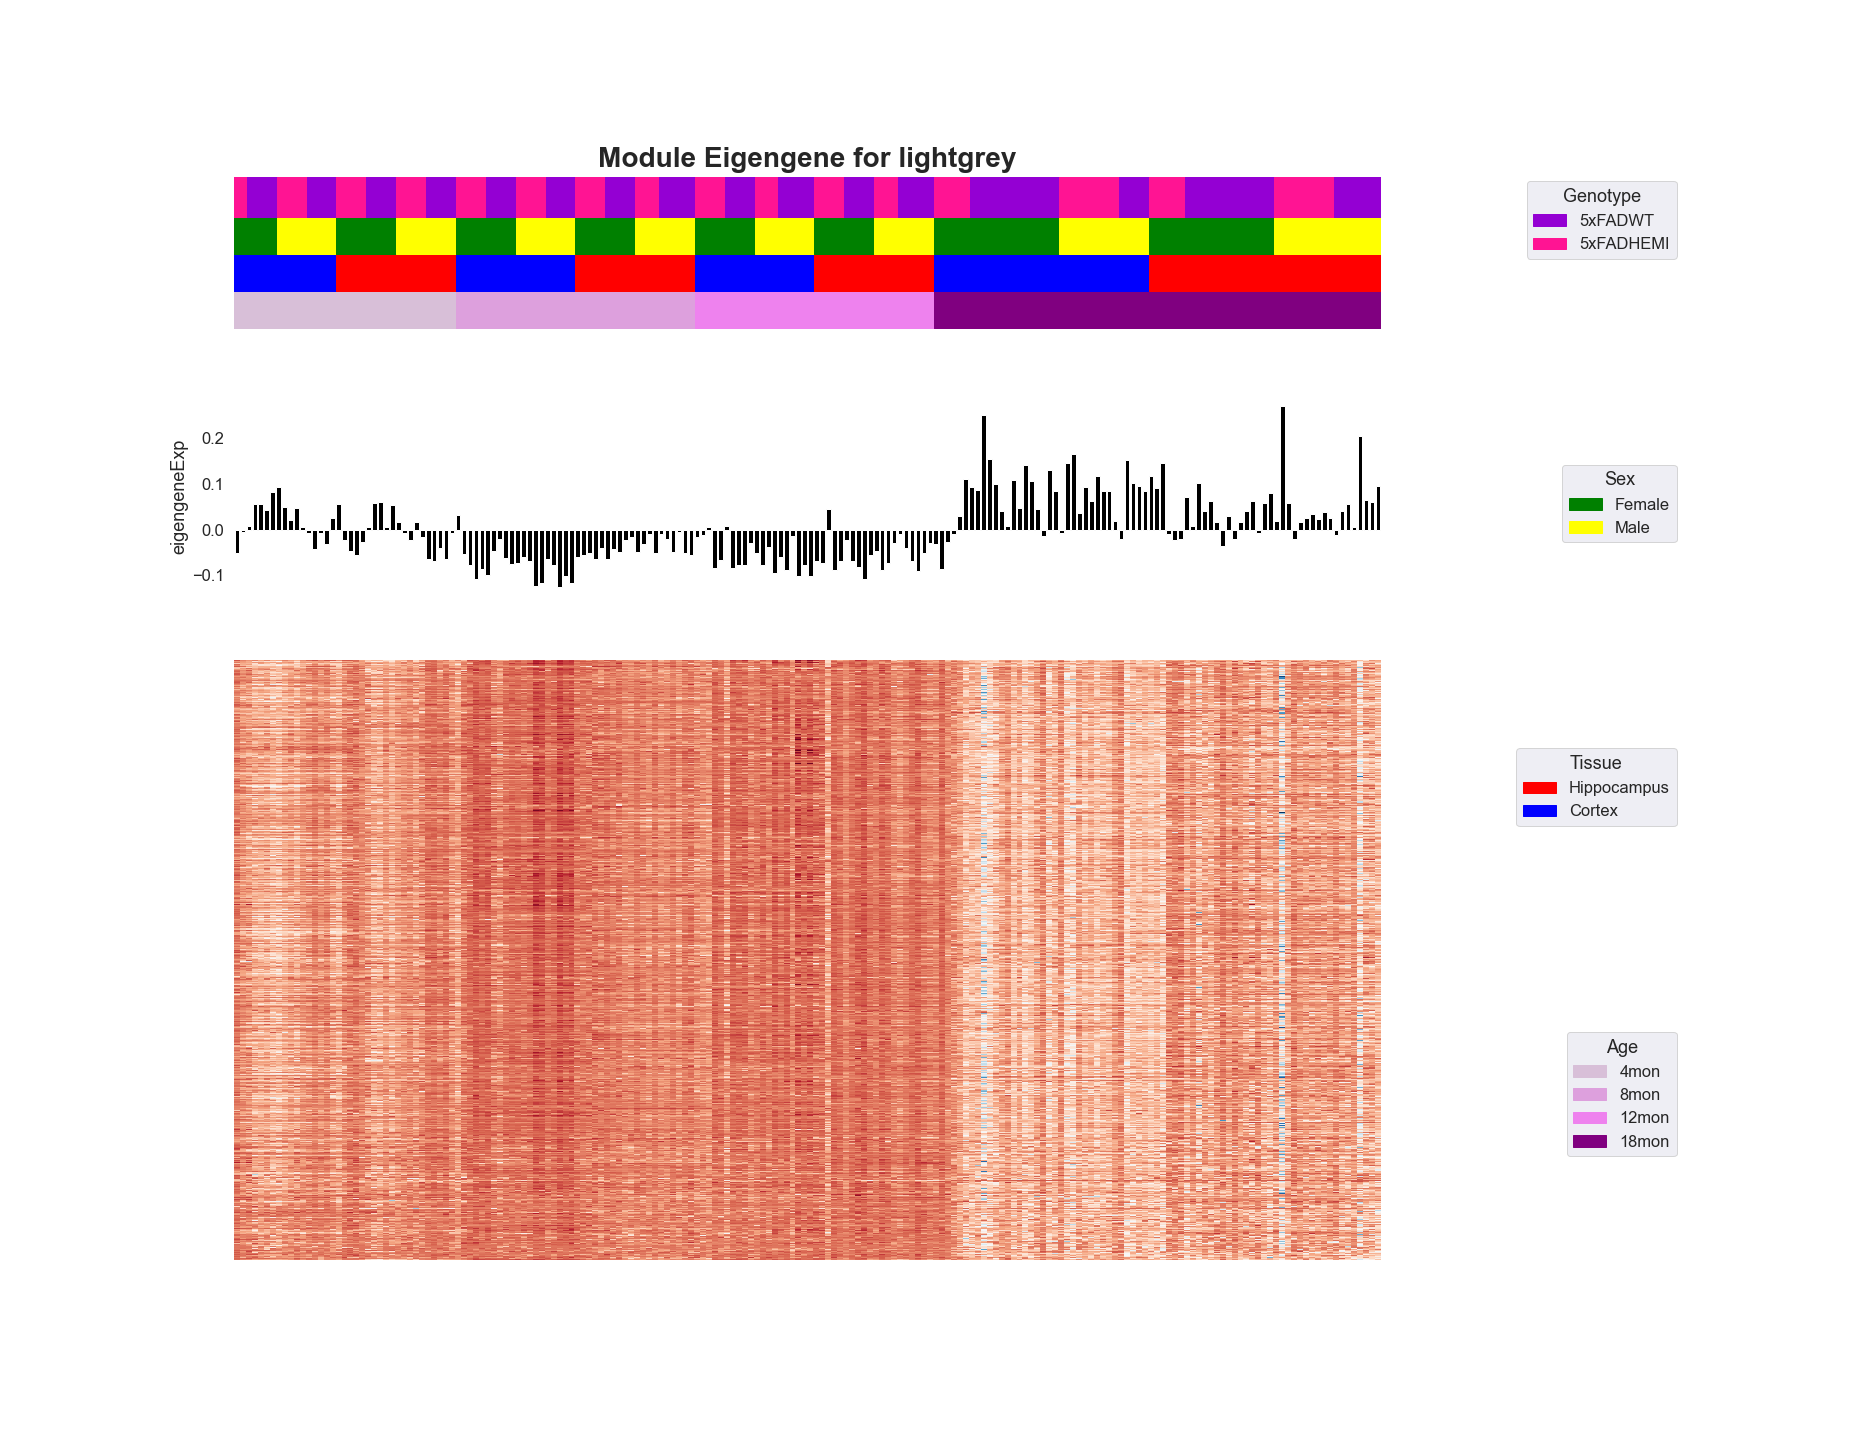 Module Eigengene for lightgrey
Genotype
5xFADWT
5xFADHEMI
eigengeneExp
0.2
0.1
0.0
−0.1
Sex
Female
Male
Tissue
Hippocampus
Cortex
Age
4mon
8mon
12mon
18mon